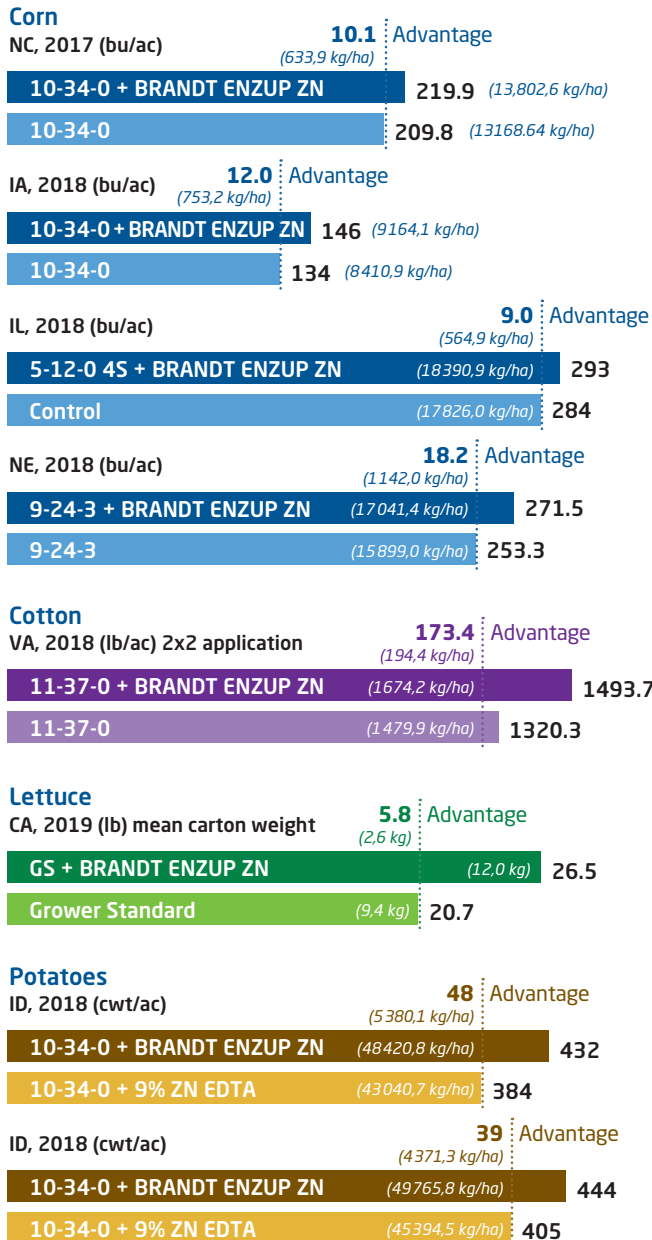 Corn
NC, 2017 (bu/ac)
10.1 Advantage
(633,9 kg/ha)
10-34-0 + BRANDT ENZUP ZN 219.9 (13,802,6 kg/ha)
10-34-0 209.8 (13168.64 kg/ha)
IA, 2018 (bu/ac)
12.0 Advantage
(753,2 kg/ha)
10-34-0 + BRANDT ENZUP ZN 146 (9164,1 kg/ha)
10-34-0 134 (8410,9 kg/ha)
IL, 2018 (bu/ac)
9.0 Advantage
(564,9 kg/ha)
5-12-0 4S + BRANDT ENZUP ZN (18390,9 kg/ha) 293
Control (17826,0 kg/ha) 284
NE, 2018 (bu/ac)
18.2 Advantage
(1142,0 kg/ha)
9-24-3 + BRANDT ENZUP ZN (17041,4 kg/ha) 271.5
9-24-3 (15899,0 kg/ha) 253.3
Cotton
VA, 2018 (lb/ac) 2x2 application
173.4 Advantage
(194,4 kg/ha)
11-37-0 + BRANDT ENZUP ZN (1674,2 kg/ha) 1493.7
11-37-0 (1479,9 kg/ha) 1320.3
Lettuce
CA, 2019 (lb) mean carton weight
5.8 Advantage
(2,6 kg)
GS + BRANDT ENZUP ZN (12,0 kg) 26.5
Grower Standard (9,4 kg) 20.7
Potatoes
ID, 2018 (cwt/ac)
48 Advantage
(5380,1 kg/ha)
10-34-0 + BRANDT ENZUP ZN (48420,8 kg/ha) 432
10-34-0 + 9% ZN EDTA (43040,7 kg/ha) 384
ID, 2018 (cwt/ac)
39 Advantage
(4371,3 kg/ha)
10-34-0 + BRANDT ENZUP ZN (49765,8 kg/ha) 444
10-34-0 + 9% ZN EDTA (45394,5 kg/ha) 405